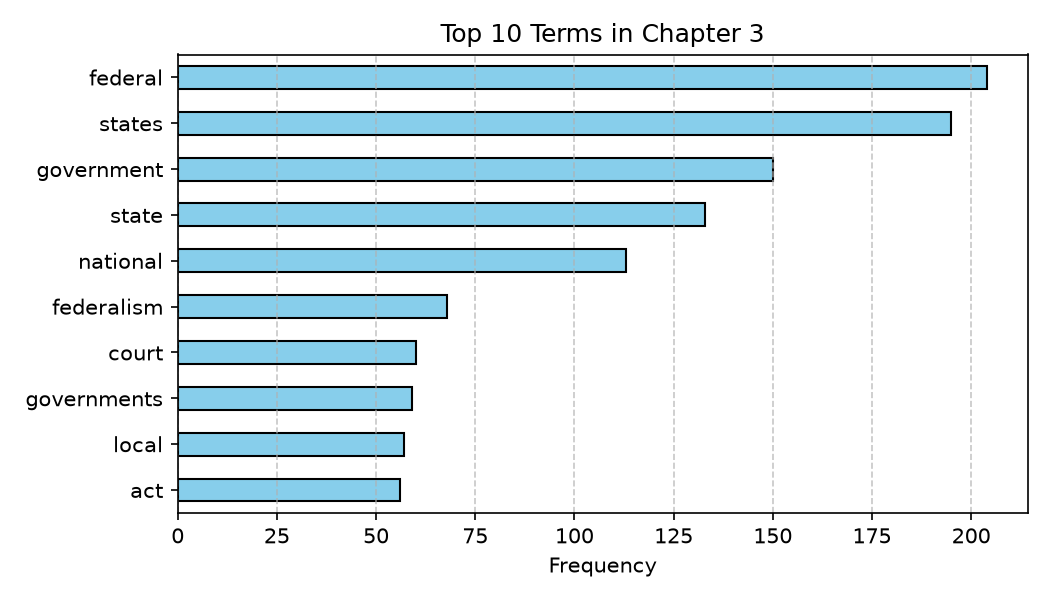 Top 10 Terms in Chapter 3
federal
states
government
state
national
federalism
court
governments
local
act
0 25 50 75 100 125 150 175 200
Frequency